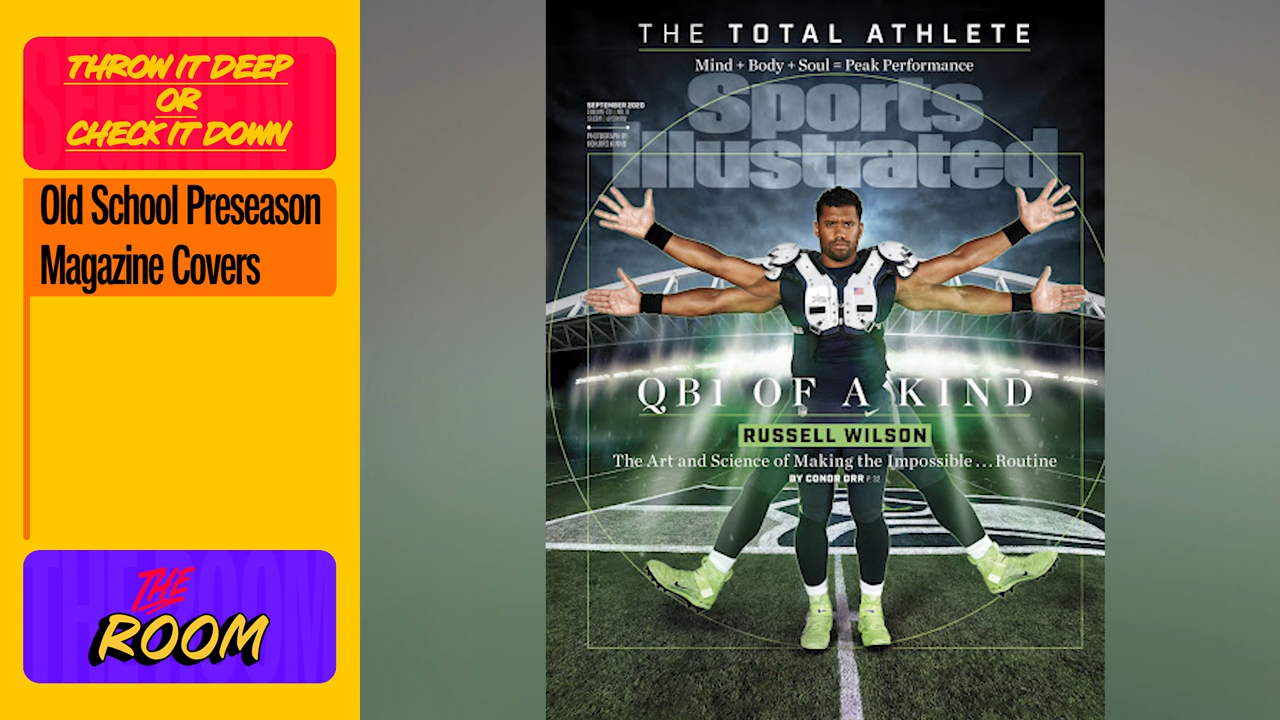 THROW IT DEEP
OR
CHECK IT DOWN
Old School Preseason
Magazine Covers
THE
ROOM
THE TOTAL ATHLETE
Mind + Body + Soul = Peak Performance
Sports
Illustrated
SEPTEMBER 2020
QB1 OF A KIND
RUSSELL WILSON
The Art and Science of Making the Impossible ... Routine
BY CONOR ORR P. 32